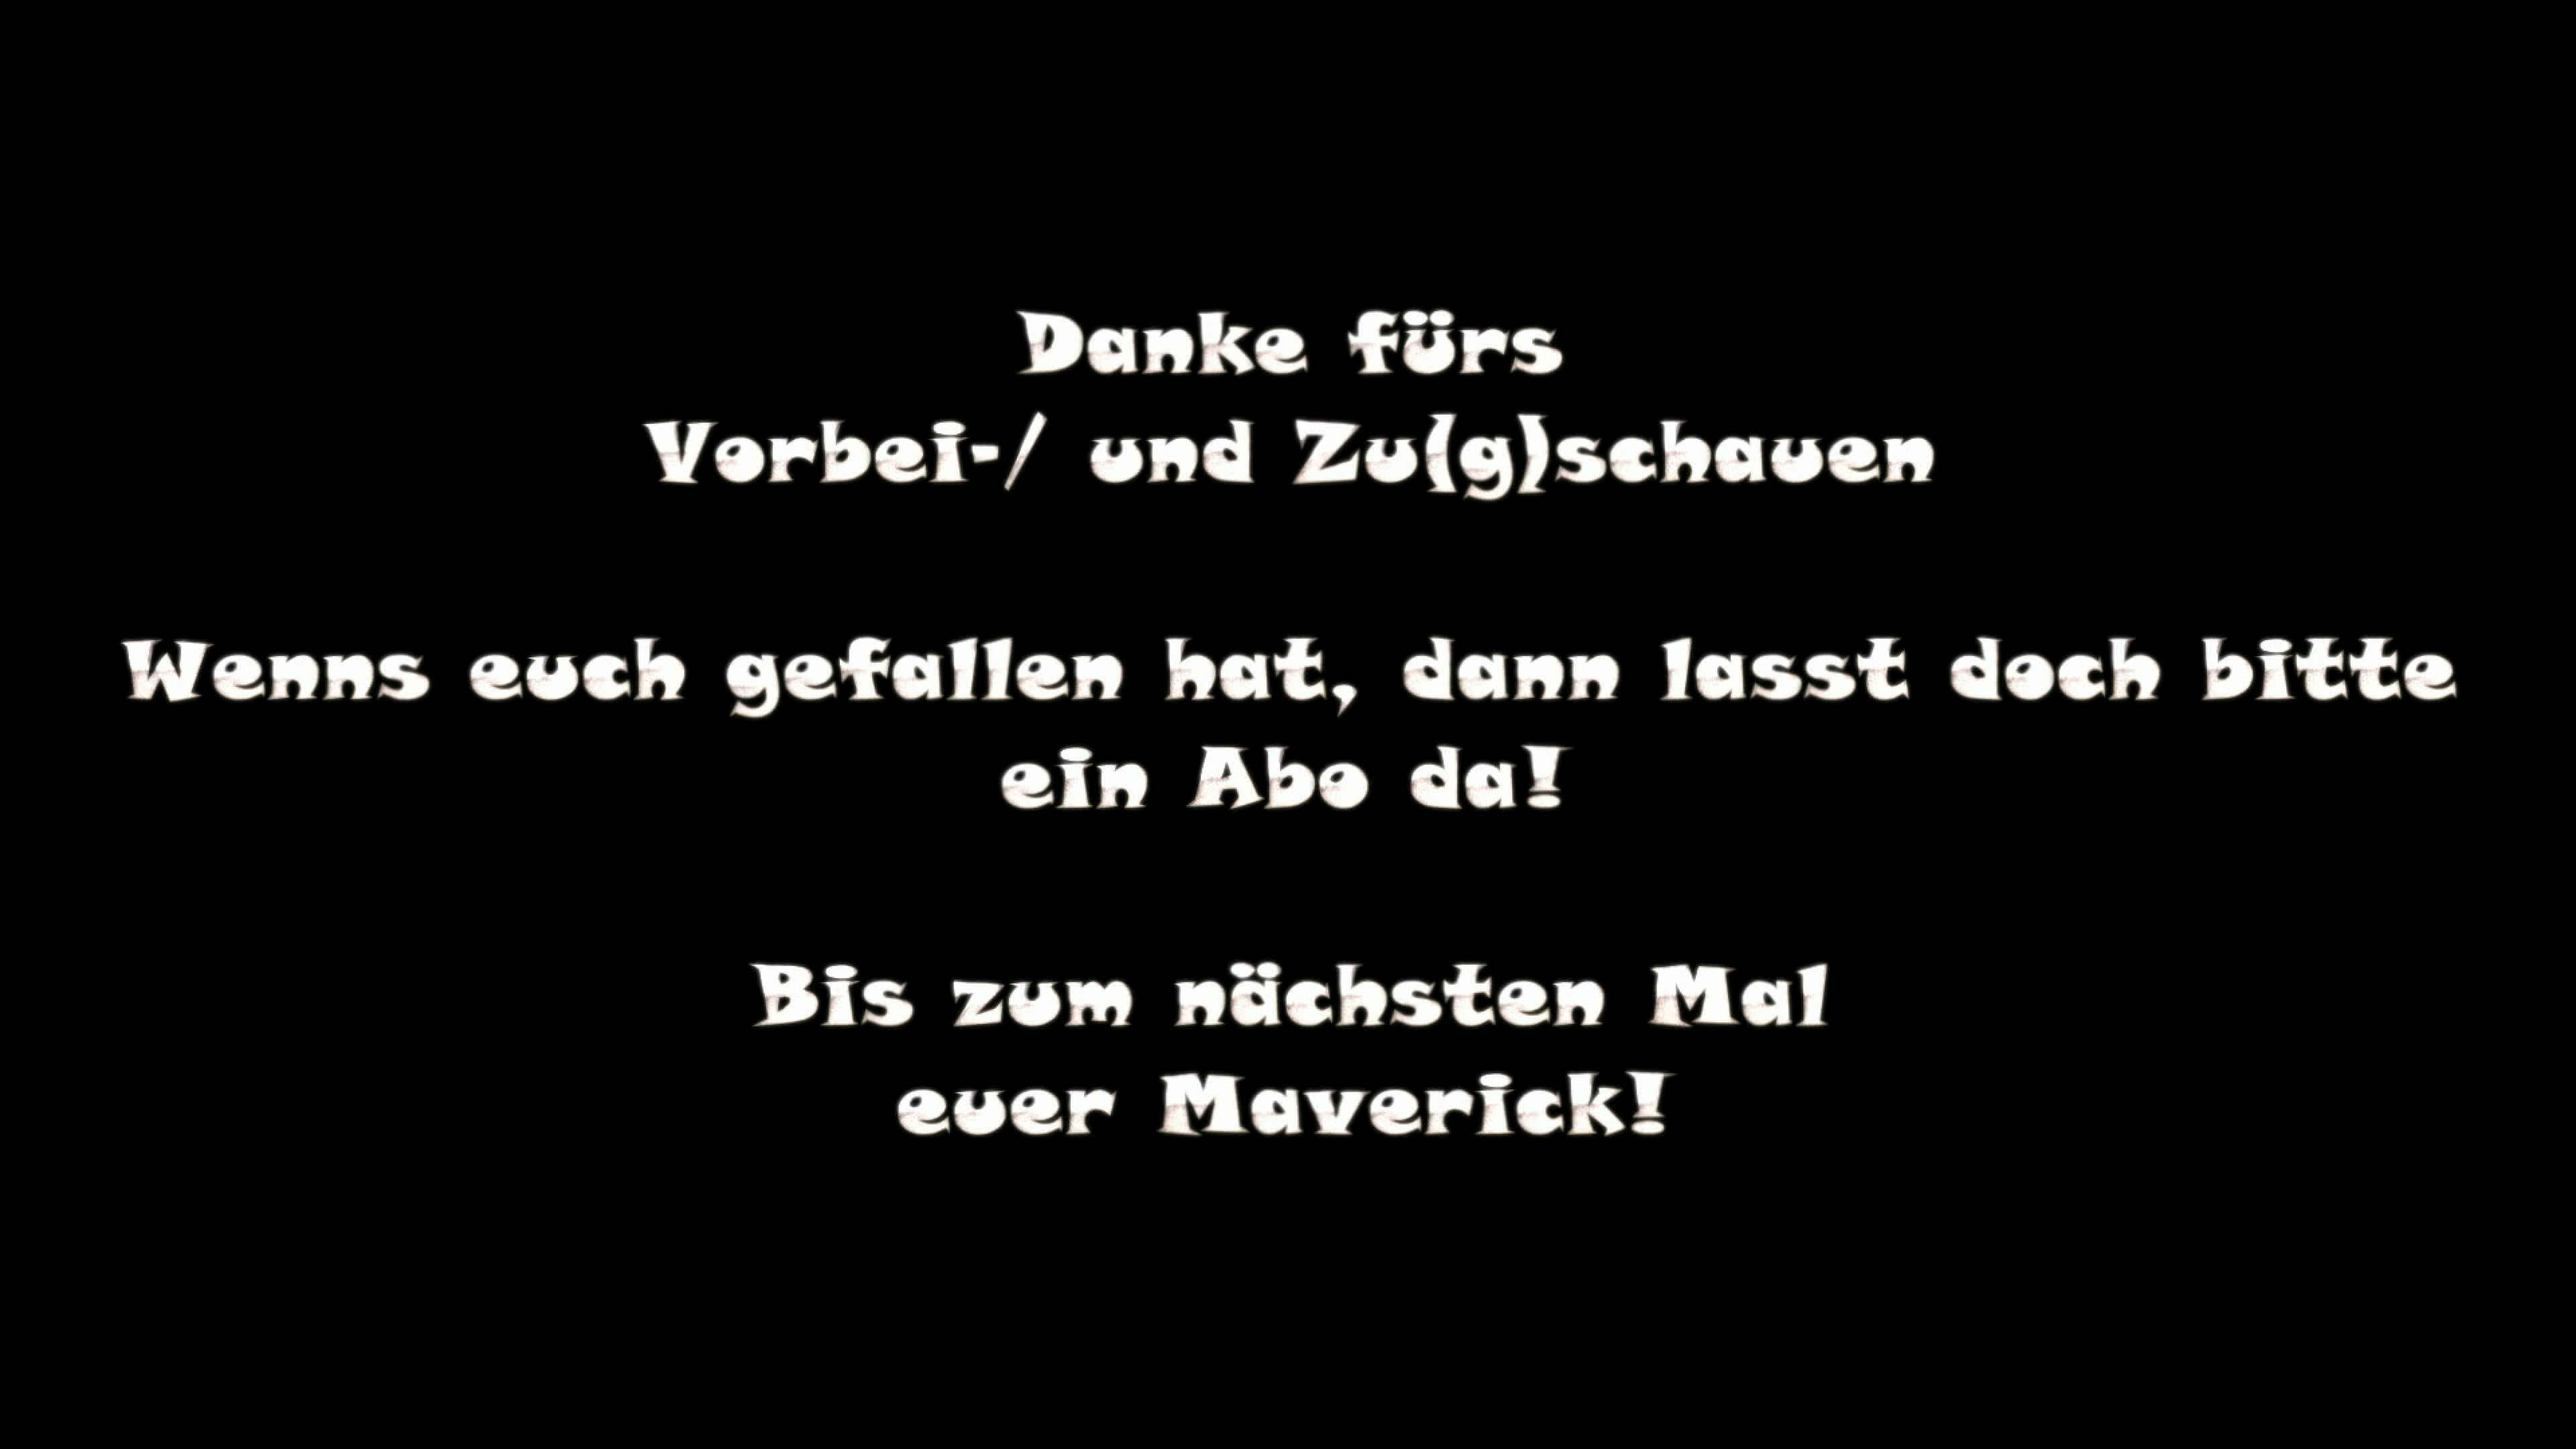 Danke fürs
Vorbei-/ und Zu(g)schauen
Wenns euch gefallen hat, dann lasst doch bitte
ein Abo da!
Bis zum nächsten Mal
euer Maverick!